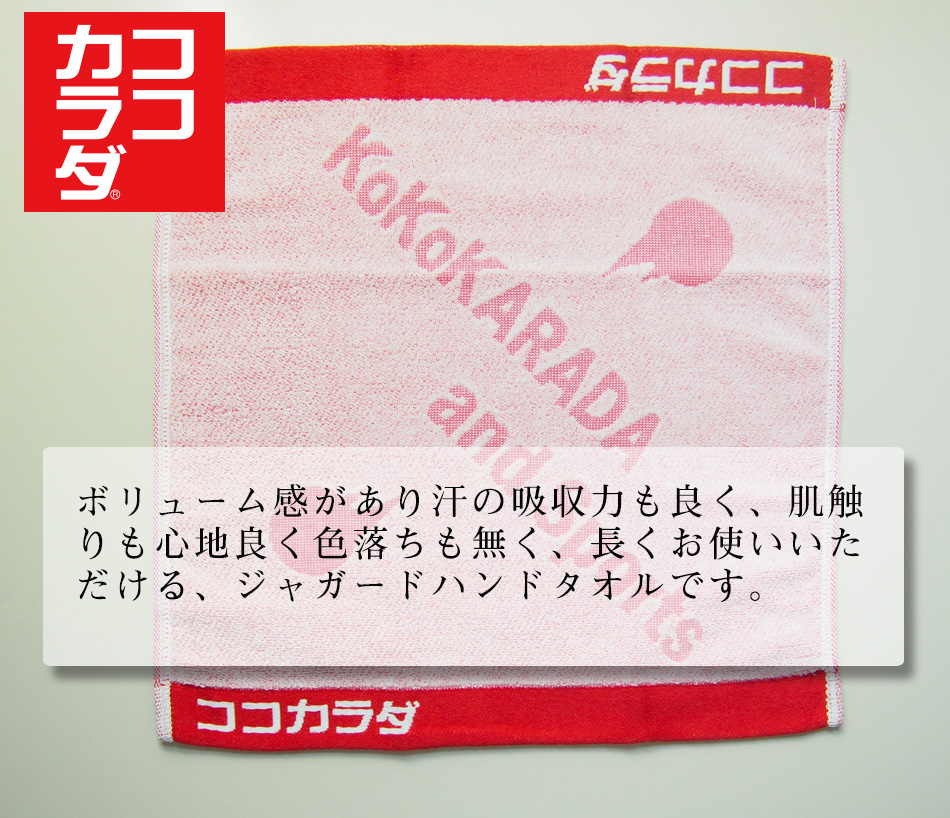 ココ
カラダ®
ココカラダ
KoKoKARADA
and sports
ボリューム感があり汗の吸収力も良く、肌触
りも心地良く色落ちも無く、長くお使いいた
だける、ジャガードハンドタオルです。
ココカラダ